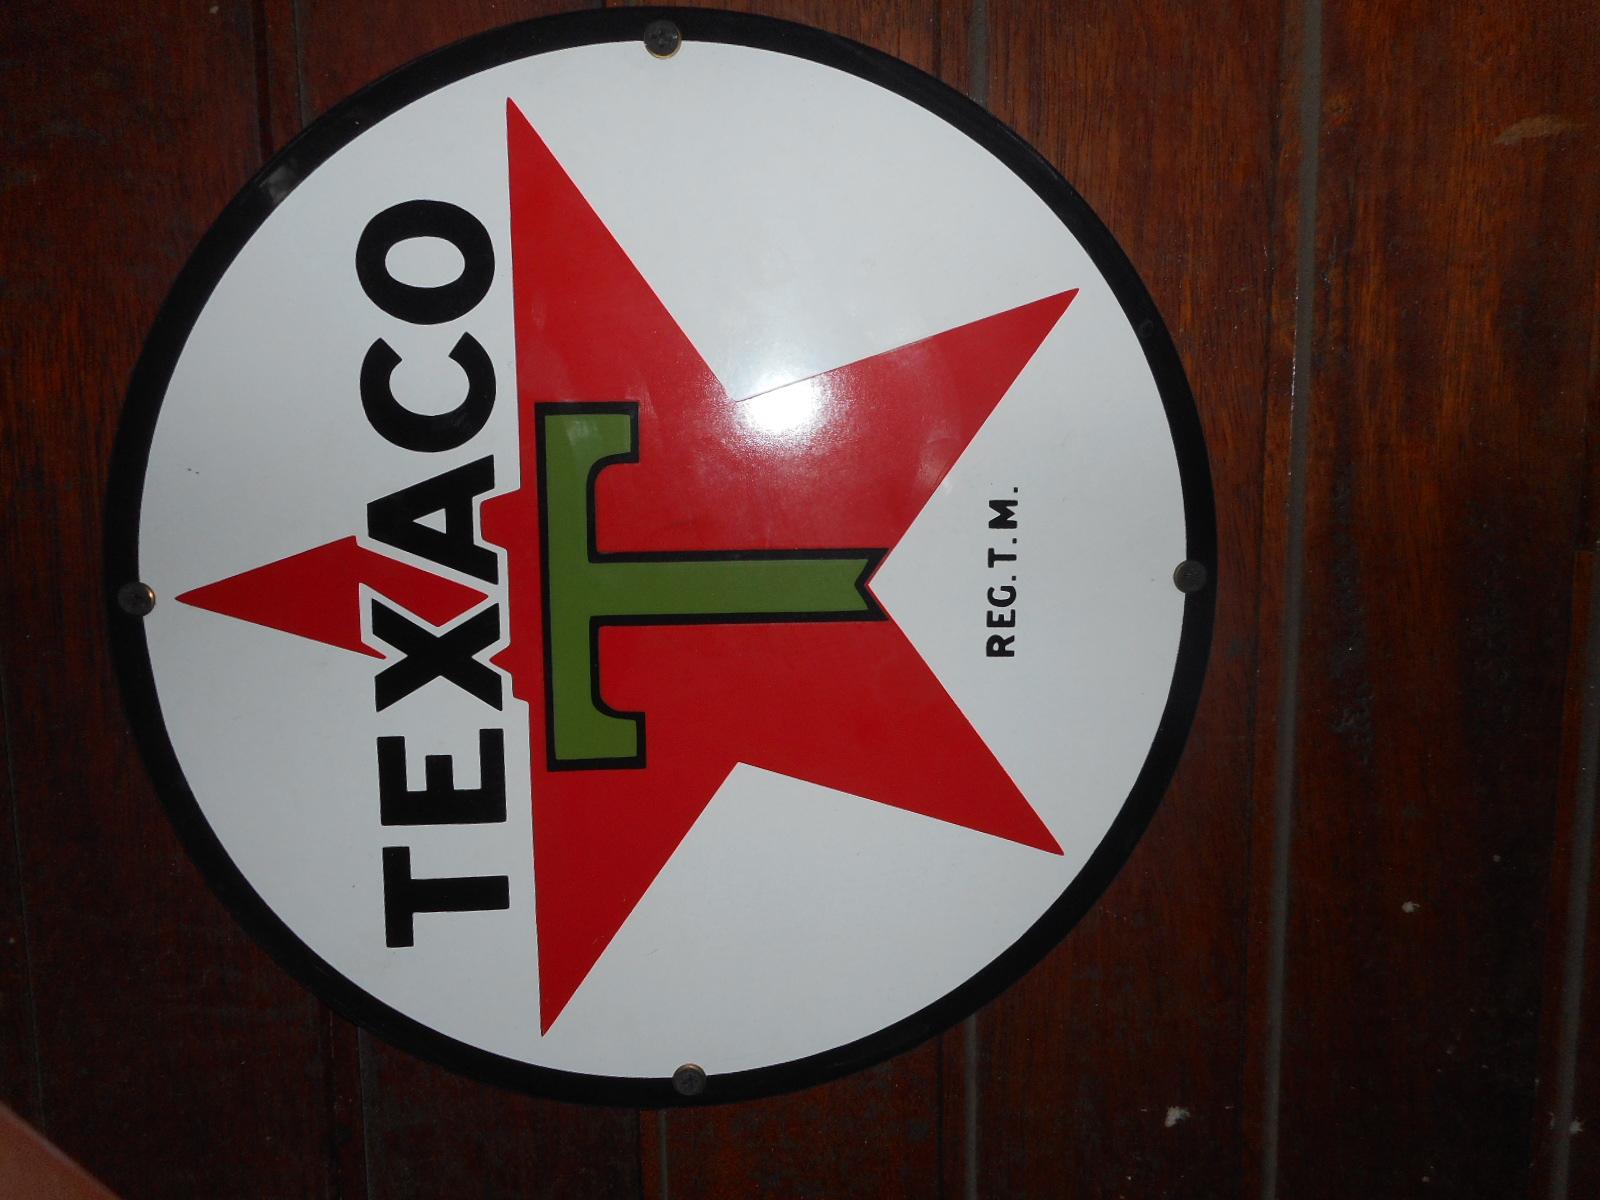 TEXACO
T
REG. T. M.